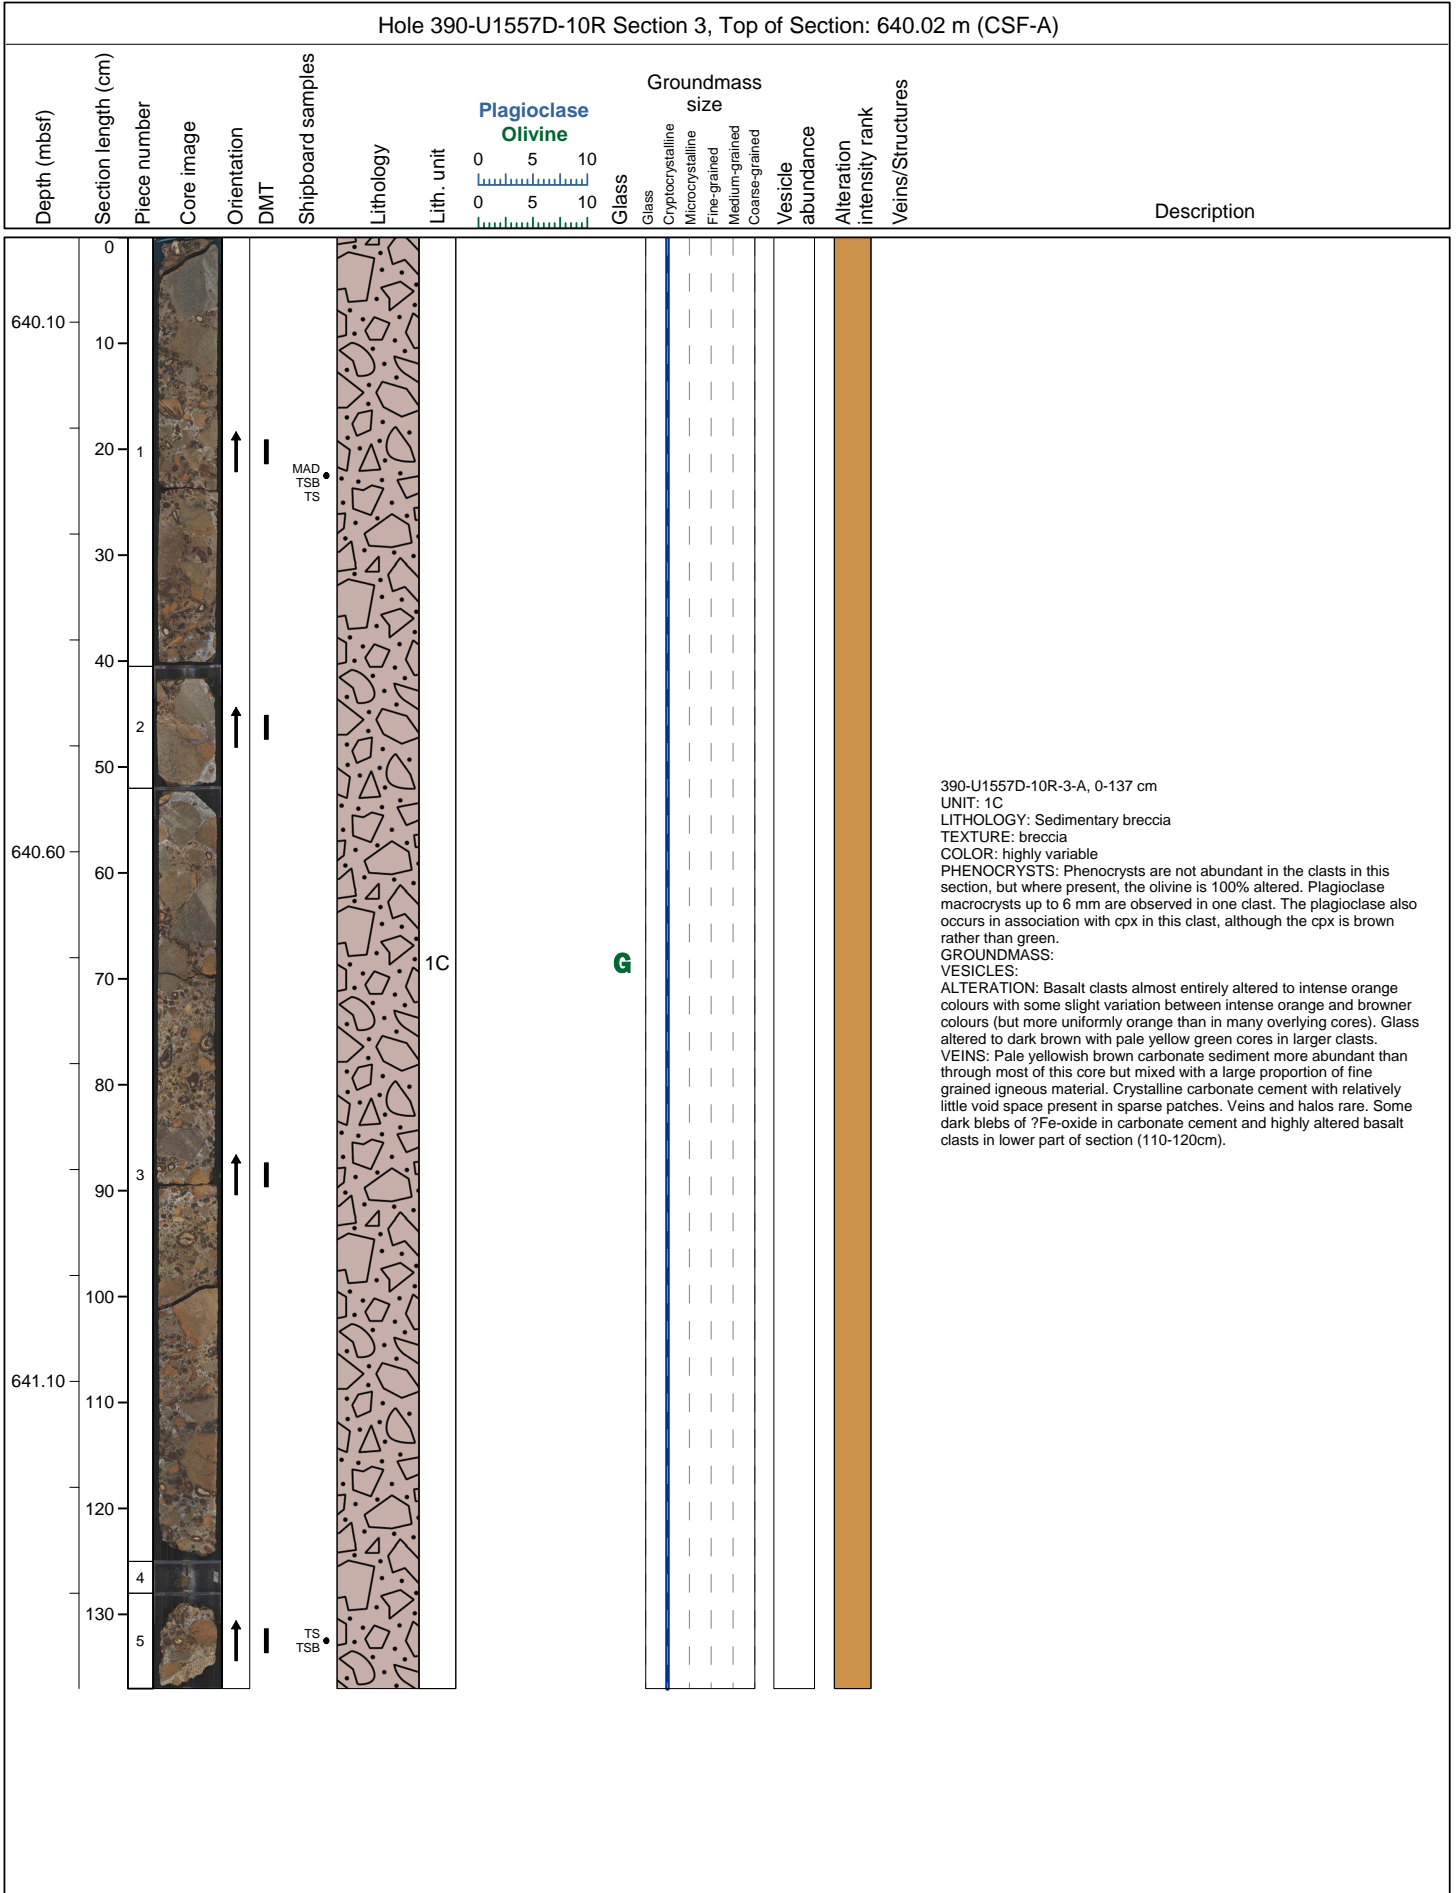 Hole 390-U1557D-10R Section 3, Top of Section: 640.02 m (CSF-A)
Depth (mbsf)
Section length (cm)
Piece number
Core image
Orientation
DMT
Shipboard samples
Lithology
Lith. unit
Plagioclase
Olivine
0 5 10
0 5 10
Glass
Groundmass
size
Glass
Cryptocrystalline
Microcrystalline
Fine-grained
Medium-grained
Coarse-grained
Vesicle
abundance
Alteration
intensity rank
Veins/Structures
Description
0
640.10
10
1
20
MAD
TSB
TS
30
40
2
50
640.60
60
1C
G
70
80
3
90
100
641.10
110
120
4
130
5
TS
TSB
390-U1557D-10R-3-A, 0-137 cm
UNIT: 1C
LITHOLOGY: Sedimentary breccia
TEXTURE: breccia
COLOR: highly variable
PHENOCRYSTS: Phenocrysts are not abundant in the clasts in this
section, but where present, the olivine is 100% altered. Plagioclase
macrocrysts up to 6 mm are observed in one clast. The plagioclase also
occurs in association with cpx in this clast, although the cpx is brown
rather than green.
GROUNDMASS:
VESICLES:
ALTERATION: Basalt clasts almost entirely altered to intense orange
colours with some slight variation between intense orange and browner
colours (but more uniformly orange than in many overlying cores). Glass
altered to dark brown with pale yellow green cores in larger clasts.
VEINS: Pale yellowish brown carbonate sediment more abundant than
through most of this core but mixed with a large proportion of fine
grained igneous material. Crystalline carbonate cement with relatively
little void space present in sparse patches. Veins and halos rare. Some
dark blebs of ?Fe-oxide in carbonate cement and highly altered basalt
clasts in lower part of section (110-120cm).